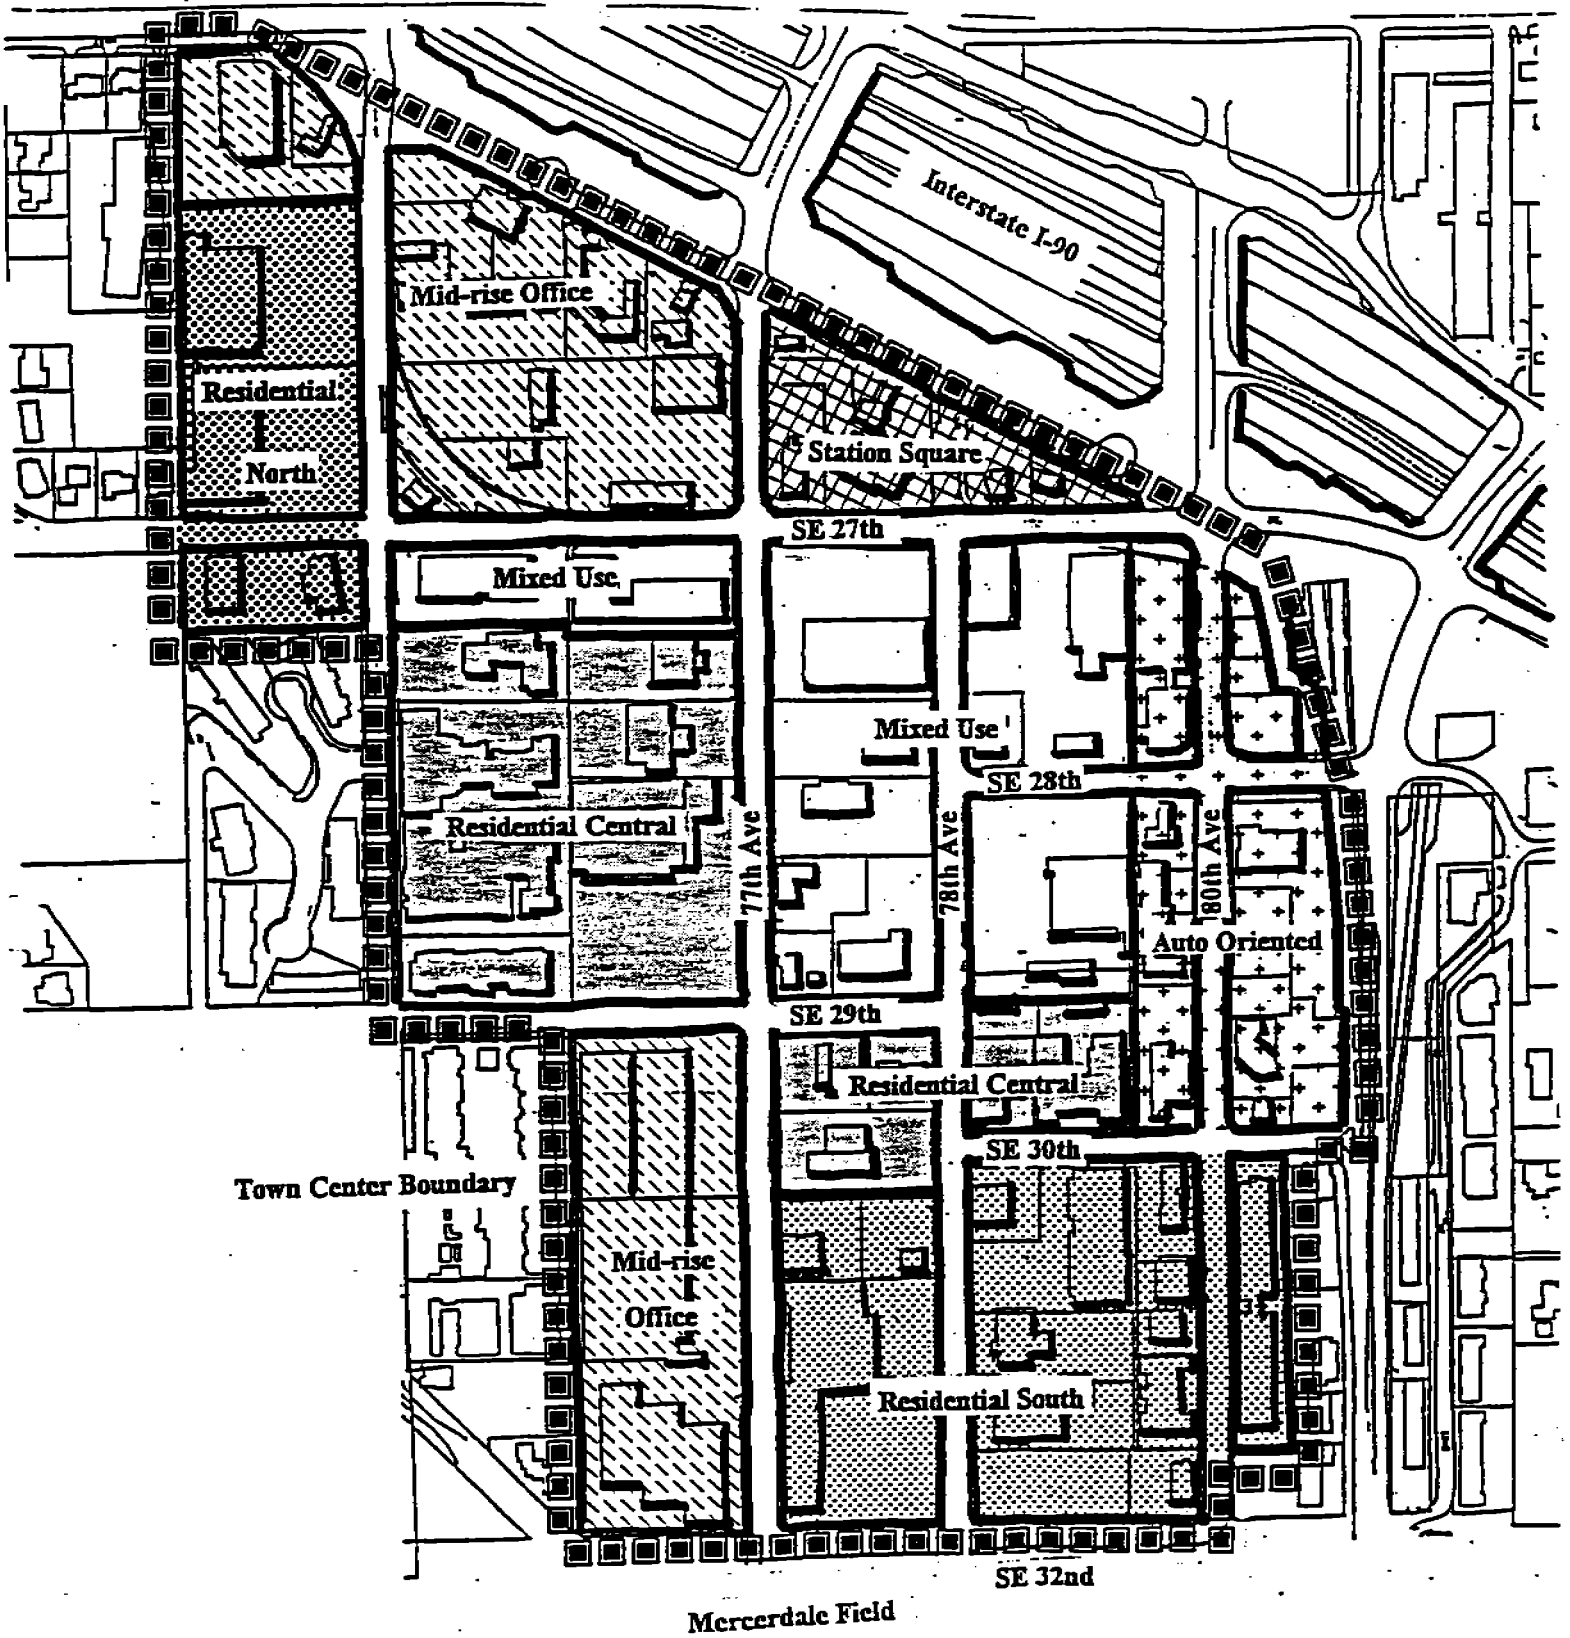 Interstate I-90
Mid-rise Office
Residential
North
Station Square
SE 27th
Mixed Use
Mixed Use
SE 28th
Residential Central
77th Ave
78th Ave
80th Ave
Auto Oriented
SE 29th
Residential Central
SE 30th
Town Center Boundary
Mid-rise
Office
Residential South
SE 32nd
Mercerdale Field